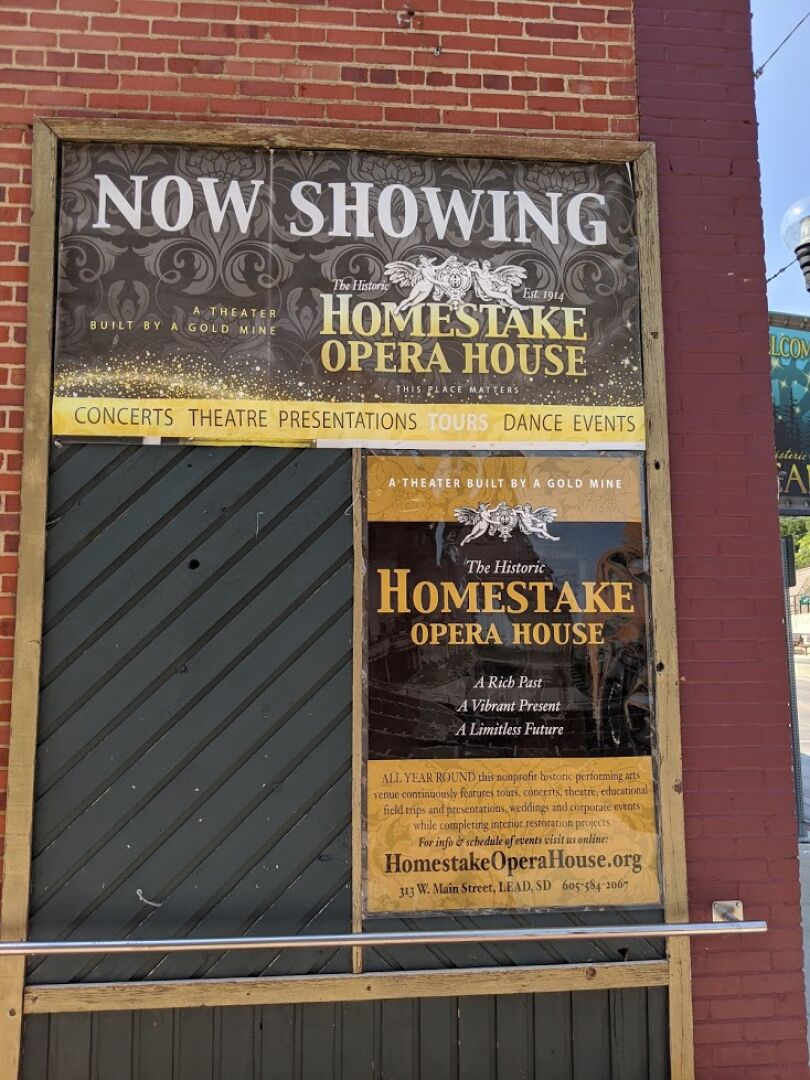 NOW SHOWING
The Historic
Est. 1914
HOMESTAKE
OPERA HOUSE
A THEATER
BUILT BY A GOLD MINE
THIS PLACE MATTERS
CONCERTS THEATRE PRESENTATIONS TOURS DANCE EVENTS
A THEATER BUILT BY A GOLD MINE
The Historic
HOMESTAKE
OPERA HOUSE
A Rich Past
A Vibrant Present
A Limitless Future
ALL YEAR ROUND this nonprofit historic performing arts
venue continuously features tours, concerts, theatre, educational
field trips and presentations, weddings and corporate events
while completing interior restoration projects.
For info & schedule of events visit us online:
HomestakeOperaHouse.org
313 W. Main Street, LEAD, SD 605-584-2067